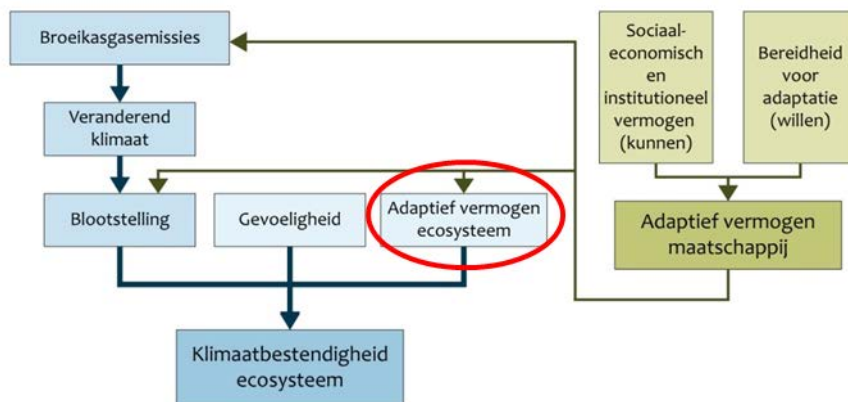 Broeikasgasemissies
Veranderend
klimaat
Blootstelling
Gevoeligheid
Adaptief vermogen
ecosysteem
Klimaatbestendigheid
ecosysteem
Sociaal-
economisch
en
institutioneel
vermogen
(kunnen)
Bereidheid
voor
adaptatie
(willen)
Adaptief vermogen
maatschappij